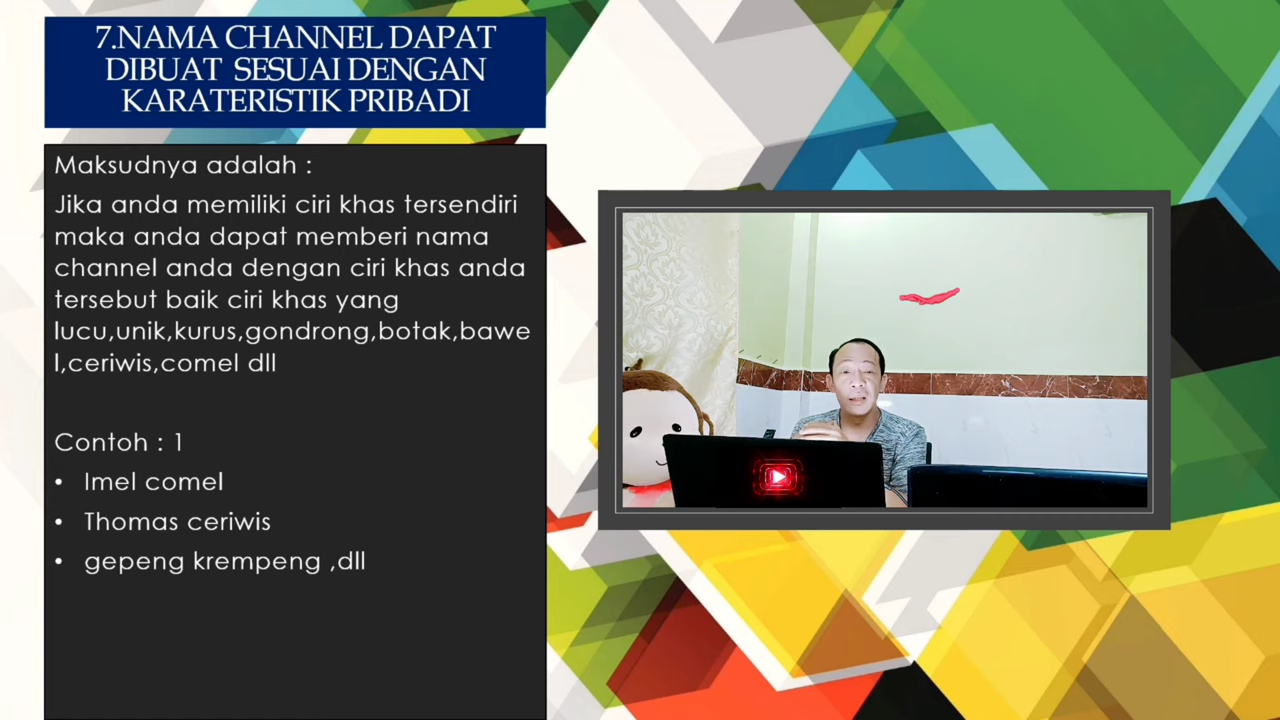 7.NAMA CHANNEL DAPAT
DIBUAT SESUAI DENGAN
KARATERISTIK PRIBADI
Maksudnya adalah :
Jika anda memiliki ciri khas tersendiri
maka anda dapat memberi nama
channel anda dengan ciri khas anda
tersebut baik ciri khas yang
lucu,unik,kurus,gondrong,botak,bawe
l,ceriwis,comel dll
Contoh : 1
• Imel comel
• Thomas ceriwis
• gepeng krempeng ,dll